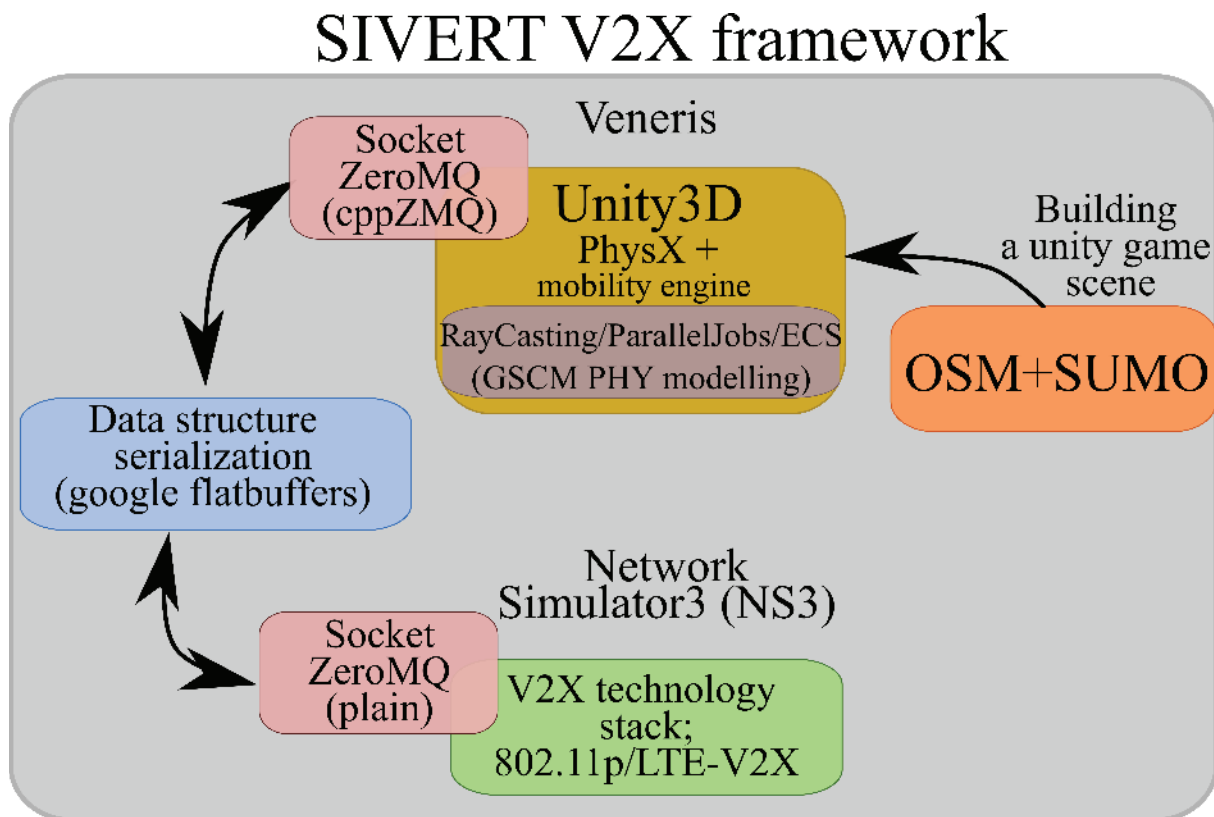 SIVERT V2X framework
Veneris
Socket
ZeroMQ
(cppZMQ)
Unity3D
PhysX +
mobility engine
RayCasting/ParallelJobs/ECS
(GSCM PHY modelling)
Building
a unity game
scene
OSM+SUMO
Data structure
serialization
(google flatbuffers)
Network
Simulator3 (NS3)
Socket
ZeroMQ
(plain)
V2X technology
stack;
802.11p/LTE-V2X